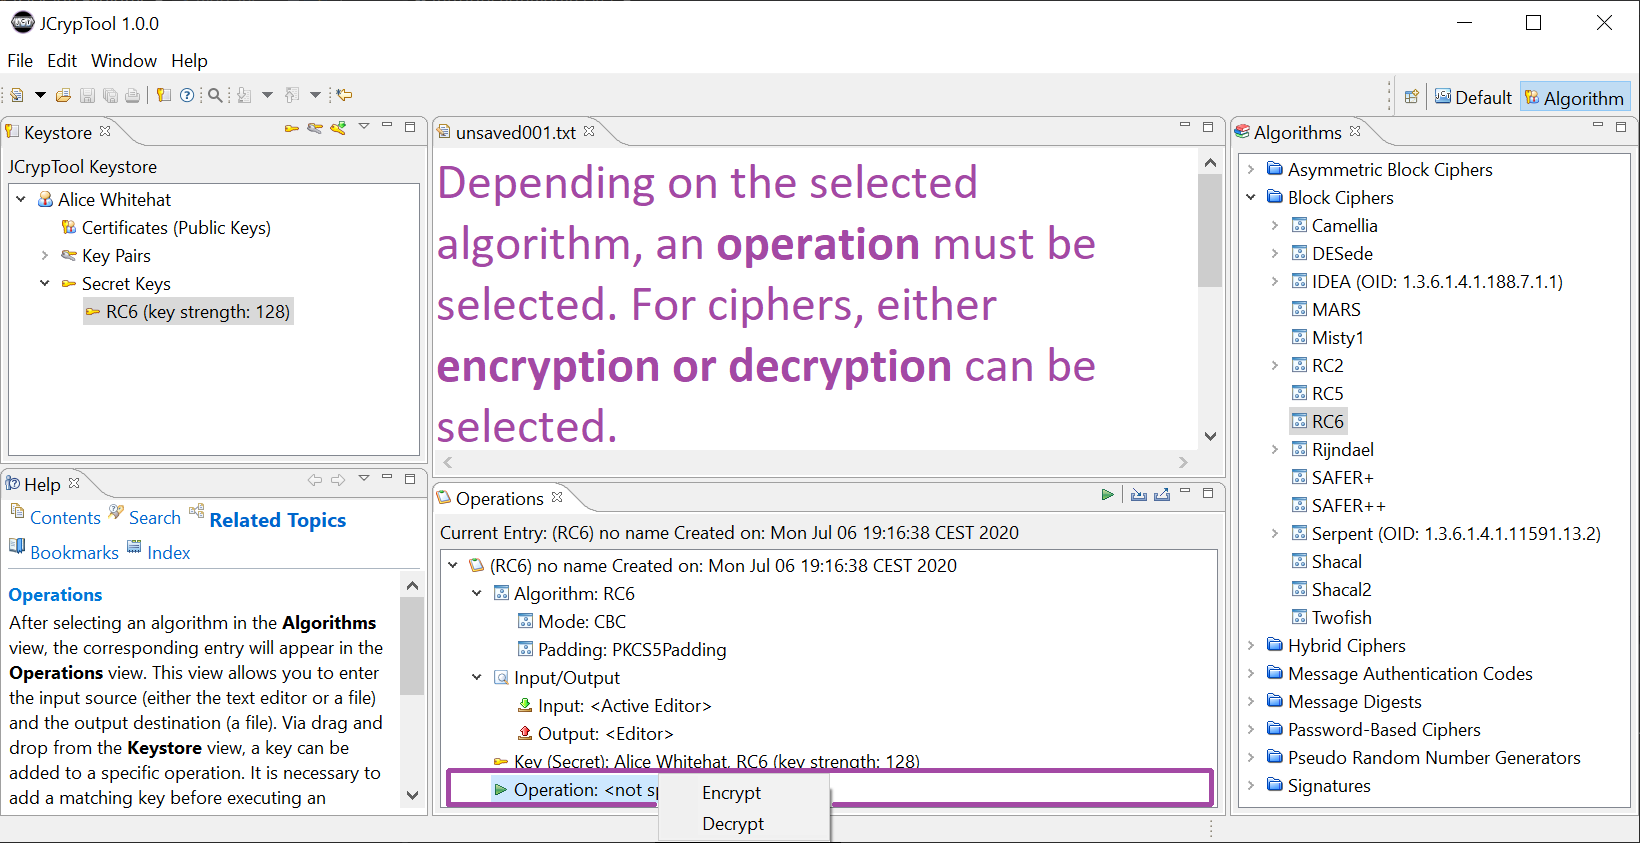 JCrypTool 1.0.0
File Edit Window Help
Default Algorithm
Keystore
JCrypTool Keystore
Alice Whitehat
Certificates (Public Keys)
Key Pairs
Secret Keys
RC6 (key strength: 128)
Help
Contents Search Related Topics
Bookmarks Index
Operations
After selecting an algorithm in the Algorithms
view, the corresponding entry will appear in the
Operations view. This view allows you to enter
the input source (either the text editor or a file)
and the output destination (a file). Via drag and
drop from the Keystore view, a key can be
added to a specific operation. It is necessary to
add a matching key before executing an
unsaved001.txt
Depending on the selected
algorithm, an operation must be
selected. For ciphers, either
encryption or decryption can be
selected.
Operations
Current Entry: (RC6) no name Created on: Mon Jul 06 19:16:38 CEST 2020
(RC6) no name Created on: Mon Jul 06 19:16:38 CEST 2020
Algorithm: RC6
Mode: CBC
Padding: PKCS5Padding
Input/Output
Input: <Active Editor>
Output: <Editor>
Key (Secret): Alice Whitehat, RC6 (key strength: 128)
Operation: <not
Encrypt
Decrypt
Algorithms
Asymmetric Block Ciphers
Block Ciphers
Camellia
DESede
IDEA (OID: 1.3.6.1.4.1.188.7.1.1)
MARS
Misty1
RC2
RC5
RC6
Rijndael
SAFER+
SAFER++
Serpent (OID: 1.3.6.1.4.1.11591.13.2)
Shacal
Shacal2
Twofish
Hybrid Ciphers
Message Authentication Codes
Message Digests
Password-Based Ciphers
Pseudo Random Number Generators
Signatures